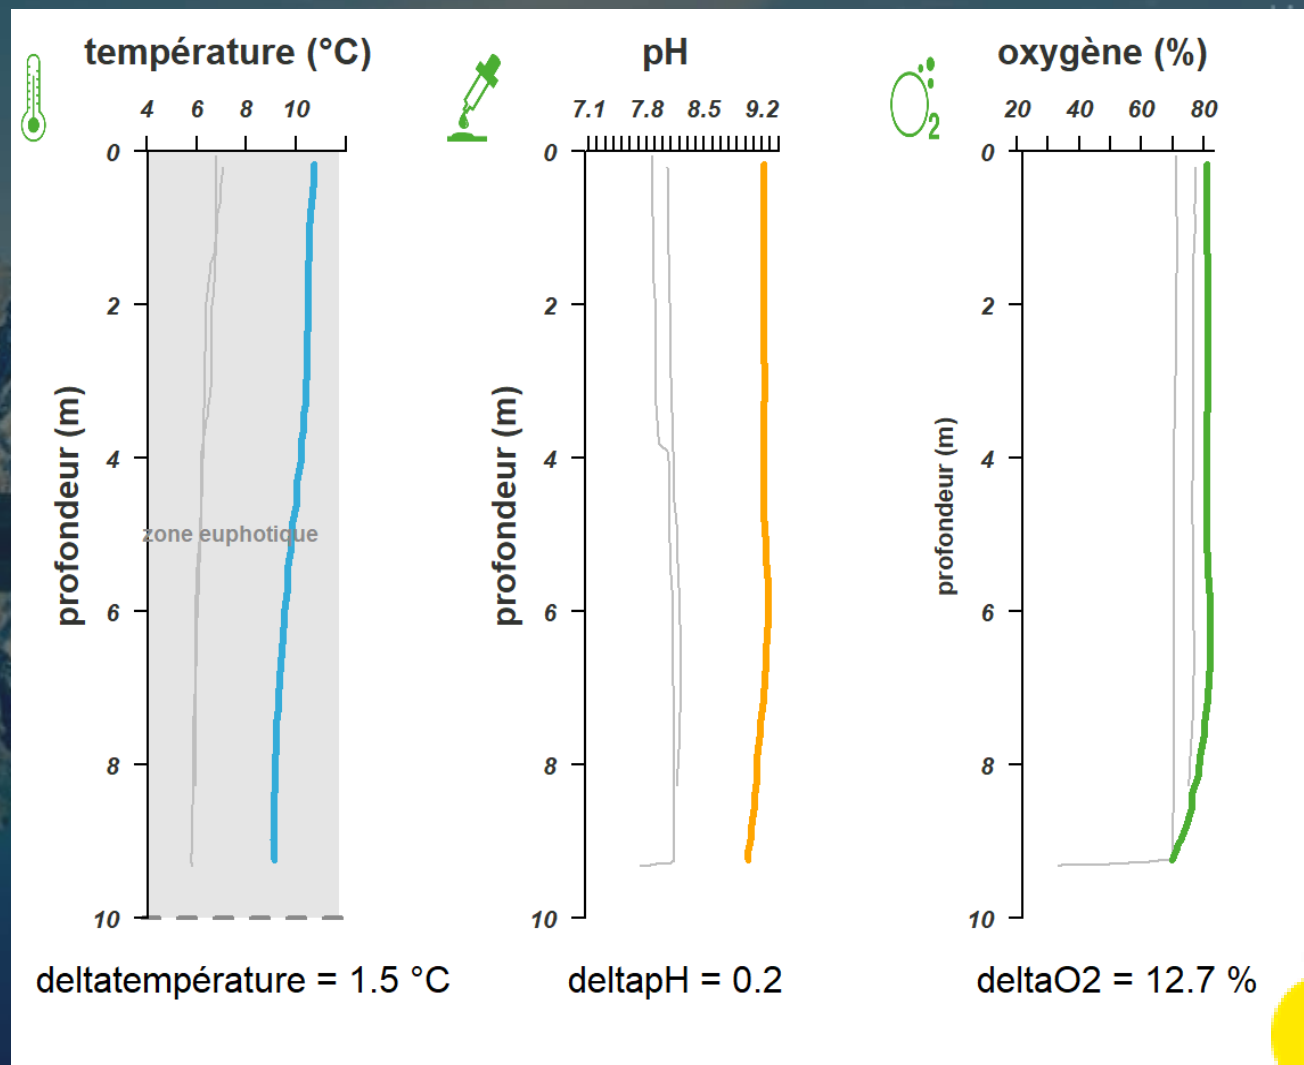 température (°C)
4 6 8 10
0
2
4
6
8
10
profondeur (m)
zone euphotique
deltatempérature = 1.5 °C
pH
7.1 7.8 8.5 9.2
0
2
4
6
8
10
profondeur (m)
deltapH = 0.2
2
oxygène (%)
20 40 60 80
0
2
4
6
8
10
profondeur (m)
deltaO2 = 12.7 %